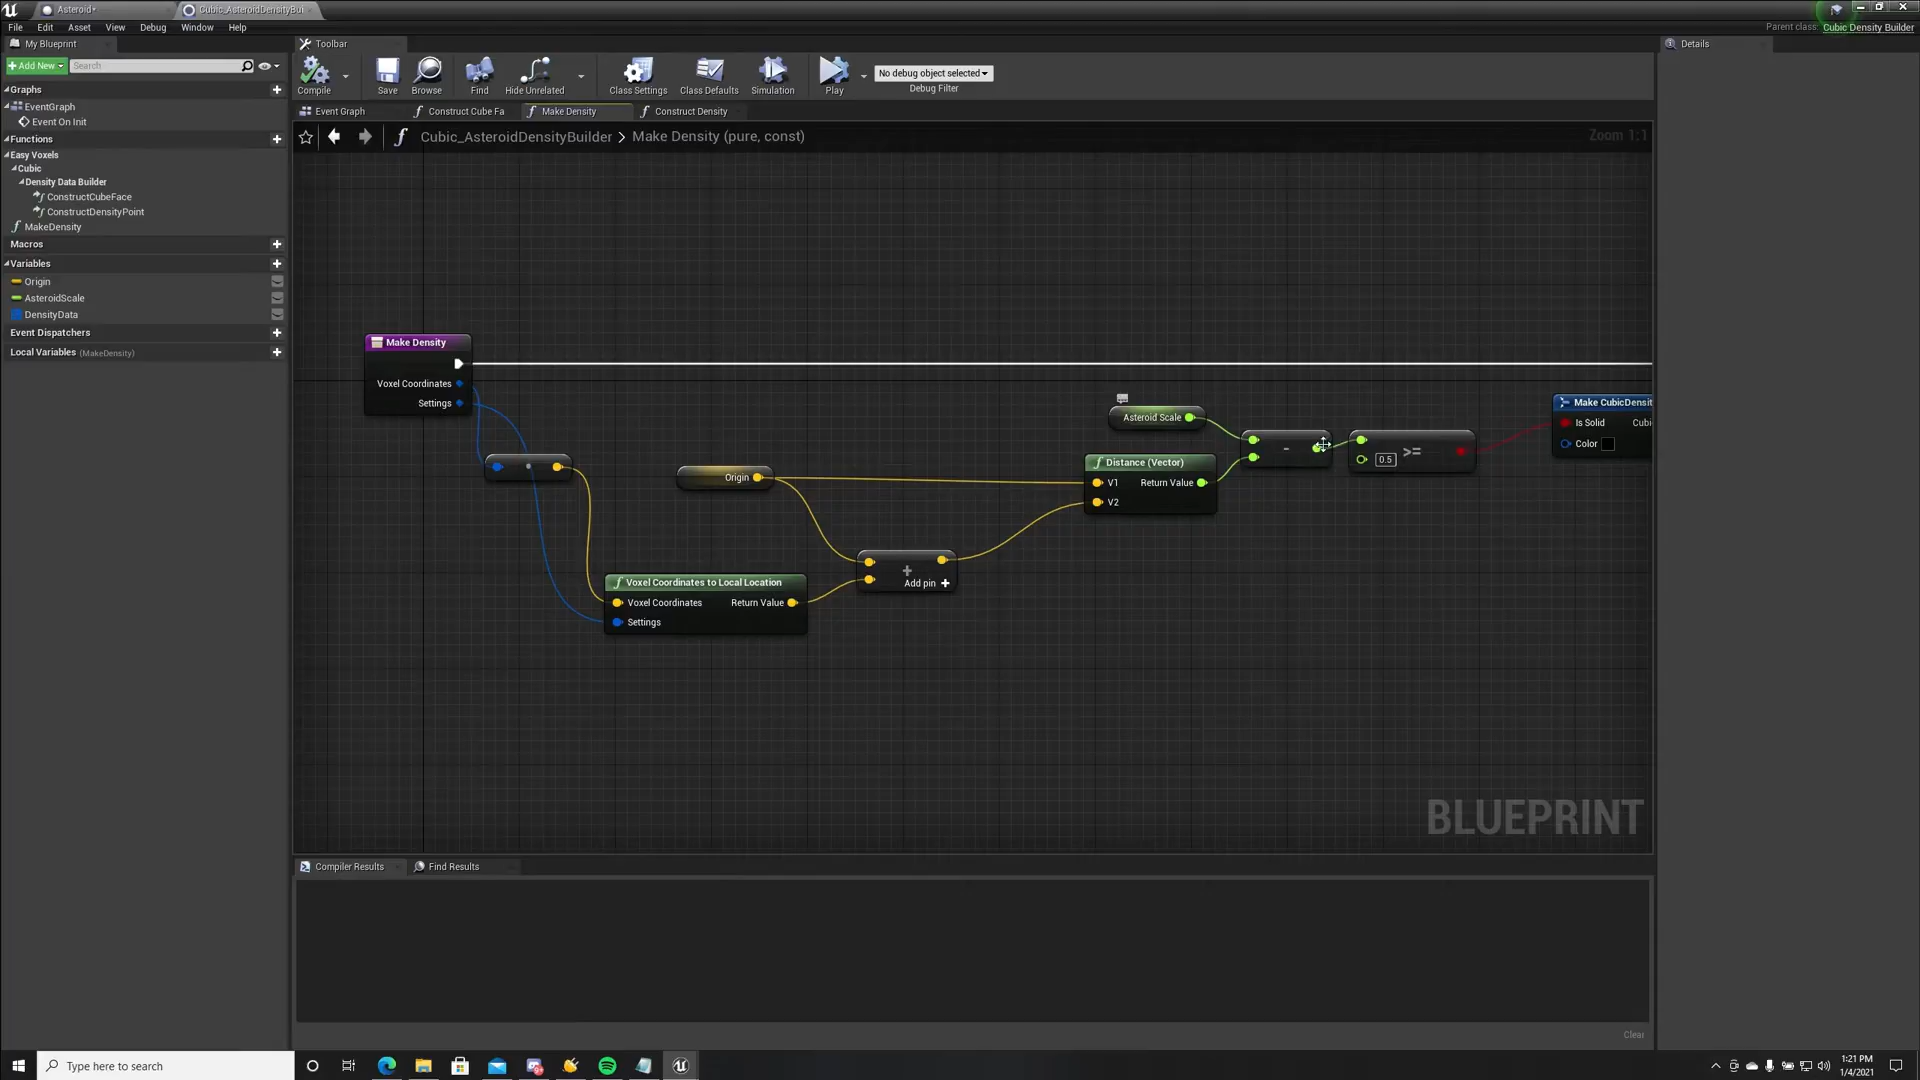 Asteroid*
Cubic_AsteroidDensityBui
File Edit Asset View Debug Window Help
Parent class: Cubic Density Builder
My Blueprint
Toolbar
Details
Add New
Search
Compile
Save
Browse
Find
Hide Unrelated
Class Settings
Class Defaults
Simulation
Play
No debug object selected
Debug Filter
Graphs
EventGraph
Event On Init
Functions
Easy Voxels
Cubic
Density Data Builder
ConstructCubeFace
ConstructDensityPoint
MakeDensity
Macros
Variables
Origin
AsteroidScale
DensityData
Event Dispatchers
Local Variables (MakeDensity)
Event Graph
Construct Cube Fa
Make Density
Construct Density
Cubic_AsteroidDensityBuilder > Make Density (pure, const)
Zoom 1:1
Make Density
Voxel Coordinates
Settings
Origin
Voxel Coordinates to Local Location
Voxel Coordinates
Return Value
Settings
+
Add pin +
Asteroid Scale
Distance (Vector)
V1
Return Value
V2
-
0.5
>=
Make CubicDensit
Is Solid
Cubi
Color
BLUEPRINT
Compiler Results
Find Results
Clear
Type here to search
1:21 PM
1/4/2021